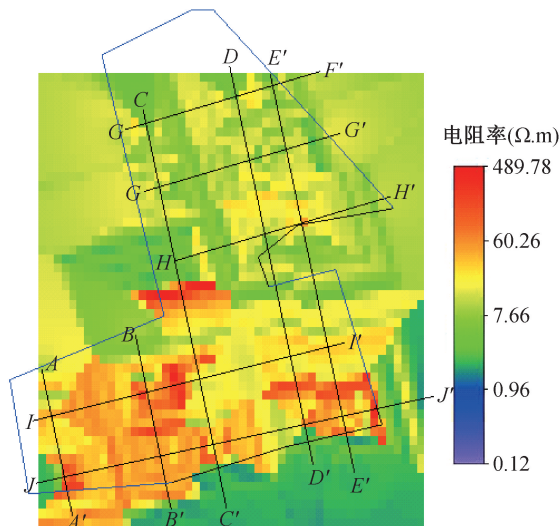 D
E'
F'
C
G
G'
电阻率(Ω.m)
489.78
G
H'
60.26
H
7.66
B
I'
A
0.96
J'
I
0.12
J
D'
E'
A'
B'
C'